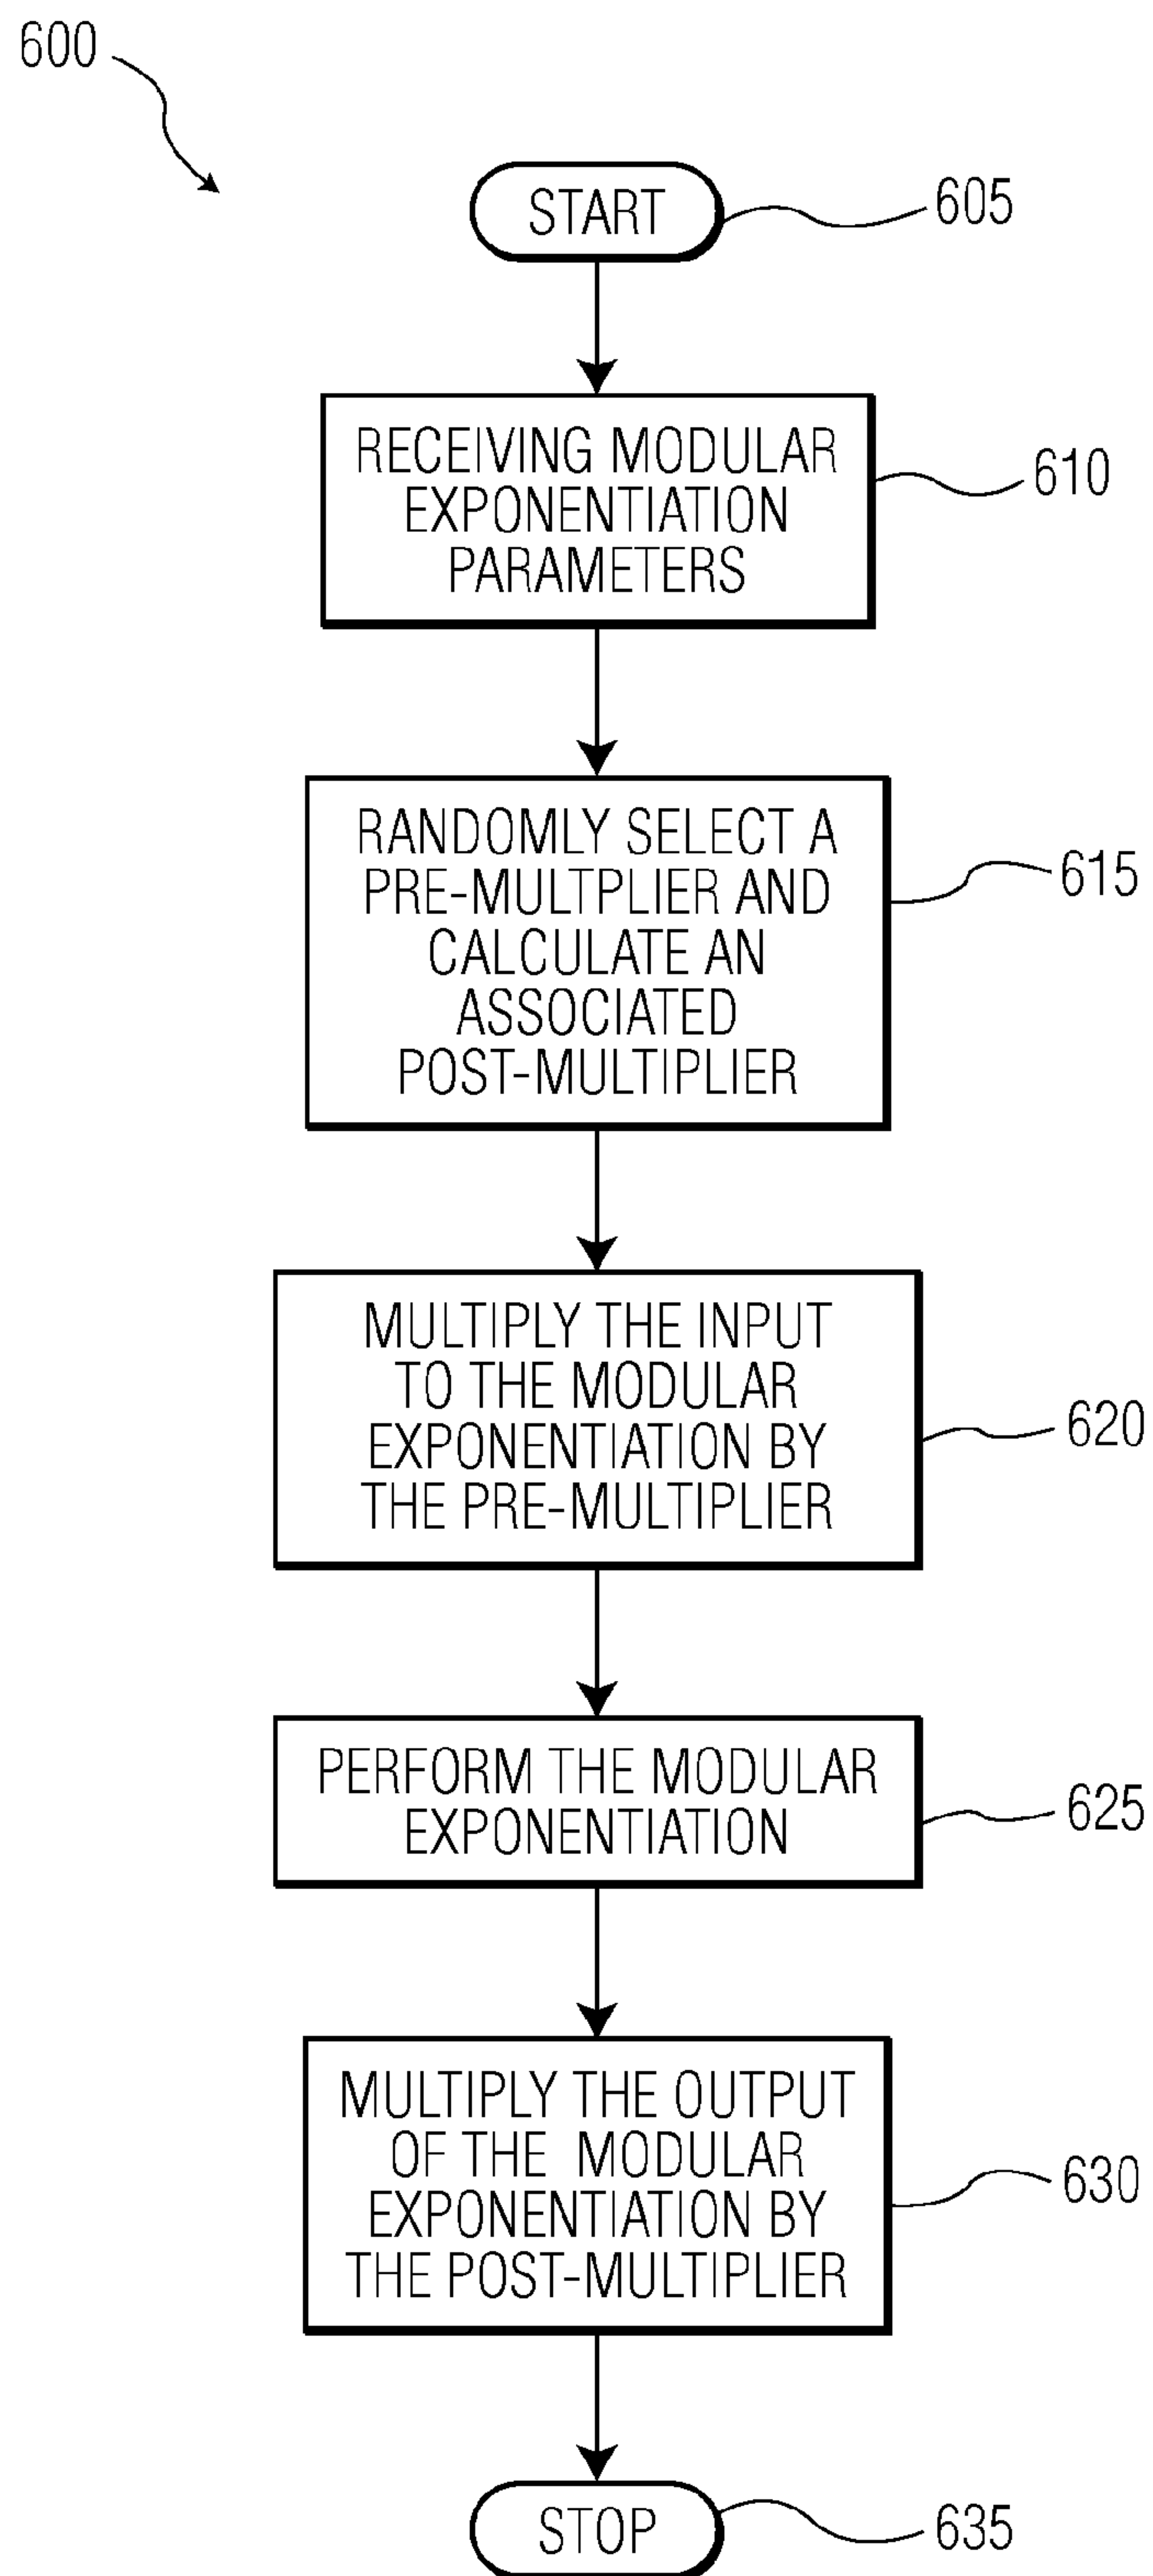 600
START
605
RECEIVING MODULAR
EXPONENTIATION
PARAMETERS
610
RANDOMLY SELECT A
PRE-MULTPLIER AND
CALCULATE AN
ASSOCIATED
POST-MULTIPLIER
615
MULTIPLY THE INPUT
TO THE MODULAR
EXPONENTIATION BY
THE PRE-MULTIPLIER
620
PERFORM THE MODULAR
EXPONENTIATION
625
MULTIPLY THE OUTPUT
OF THE MODULAR
EXPONENTIATION BY
THE POST-MULTIPLIER
630
STOP
635